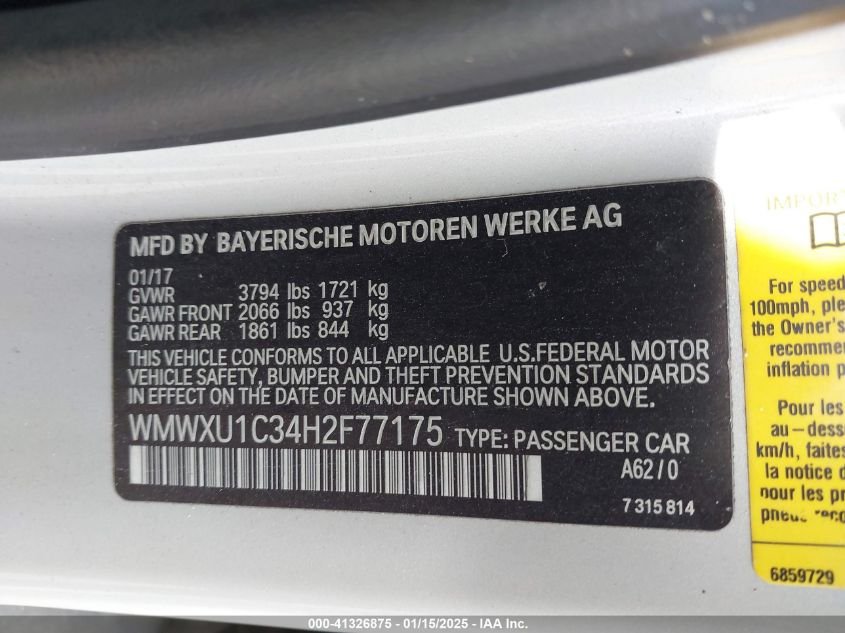 MFD BY BAYERISCHE MOTOREN WERKE AG
01/17
GVWR 3794 lbs 1721 kg
GAWR FRONT 2066 lbs 937 kg
GAWR REAR 1861 lbs 844 kg
THIS VEHICLE CONFORMS TO ALL APPLICABLE U.S.FEDERAL MOTOR
VEHICLE SAFETY, BUMPER AND THEFT PREVENTION STANDARDS
IN EFFECT ON THE DATE OF MANUFACTURE SHOWN ABOVE.
WMWXU1C34H2F77175 TYPE: PASSENGER CAR
A62/0
7 315 814
IMPOR
For speed
100mph, ple
the Owner's
recomme
inflation p
Pour les
au-dess
km/h, faites
la notice d
pour les pr
6859729
000-41326875 - 01/15/2025 - IAA Inc.